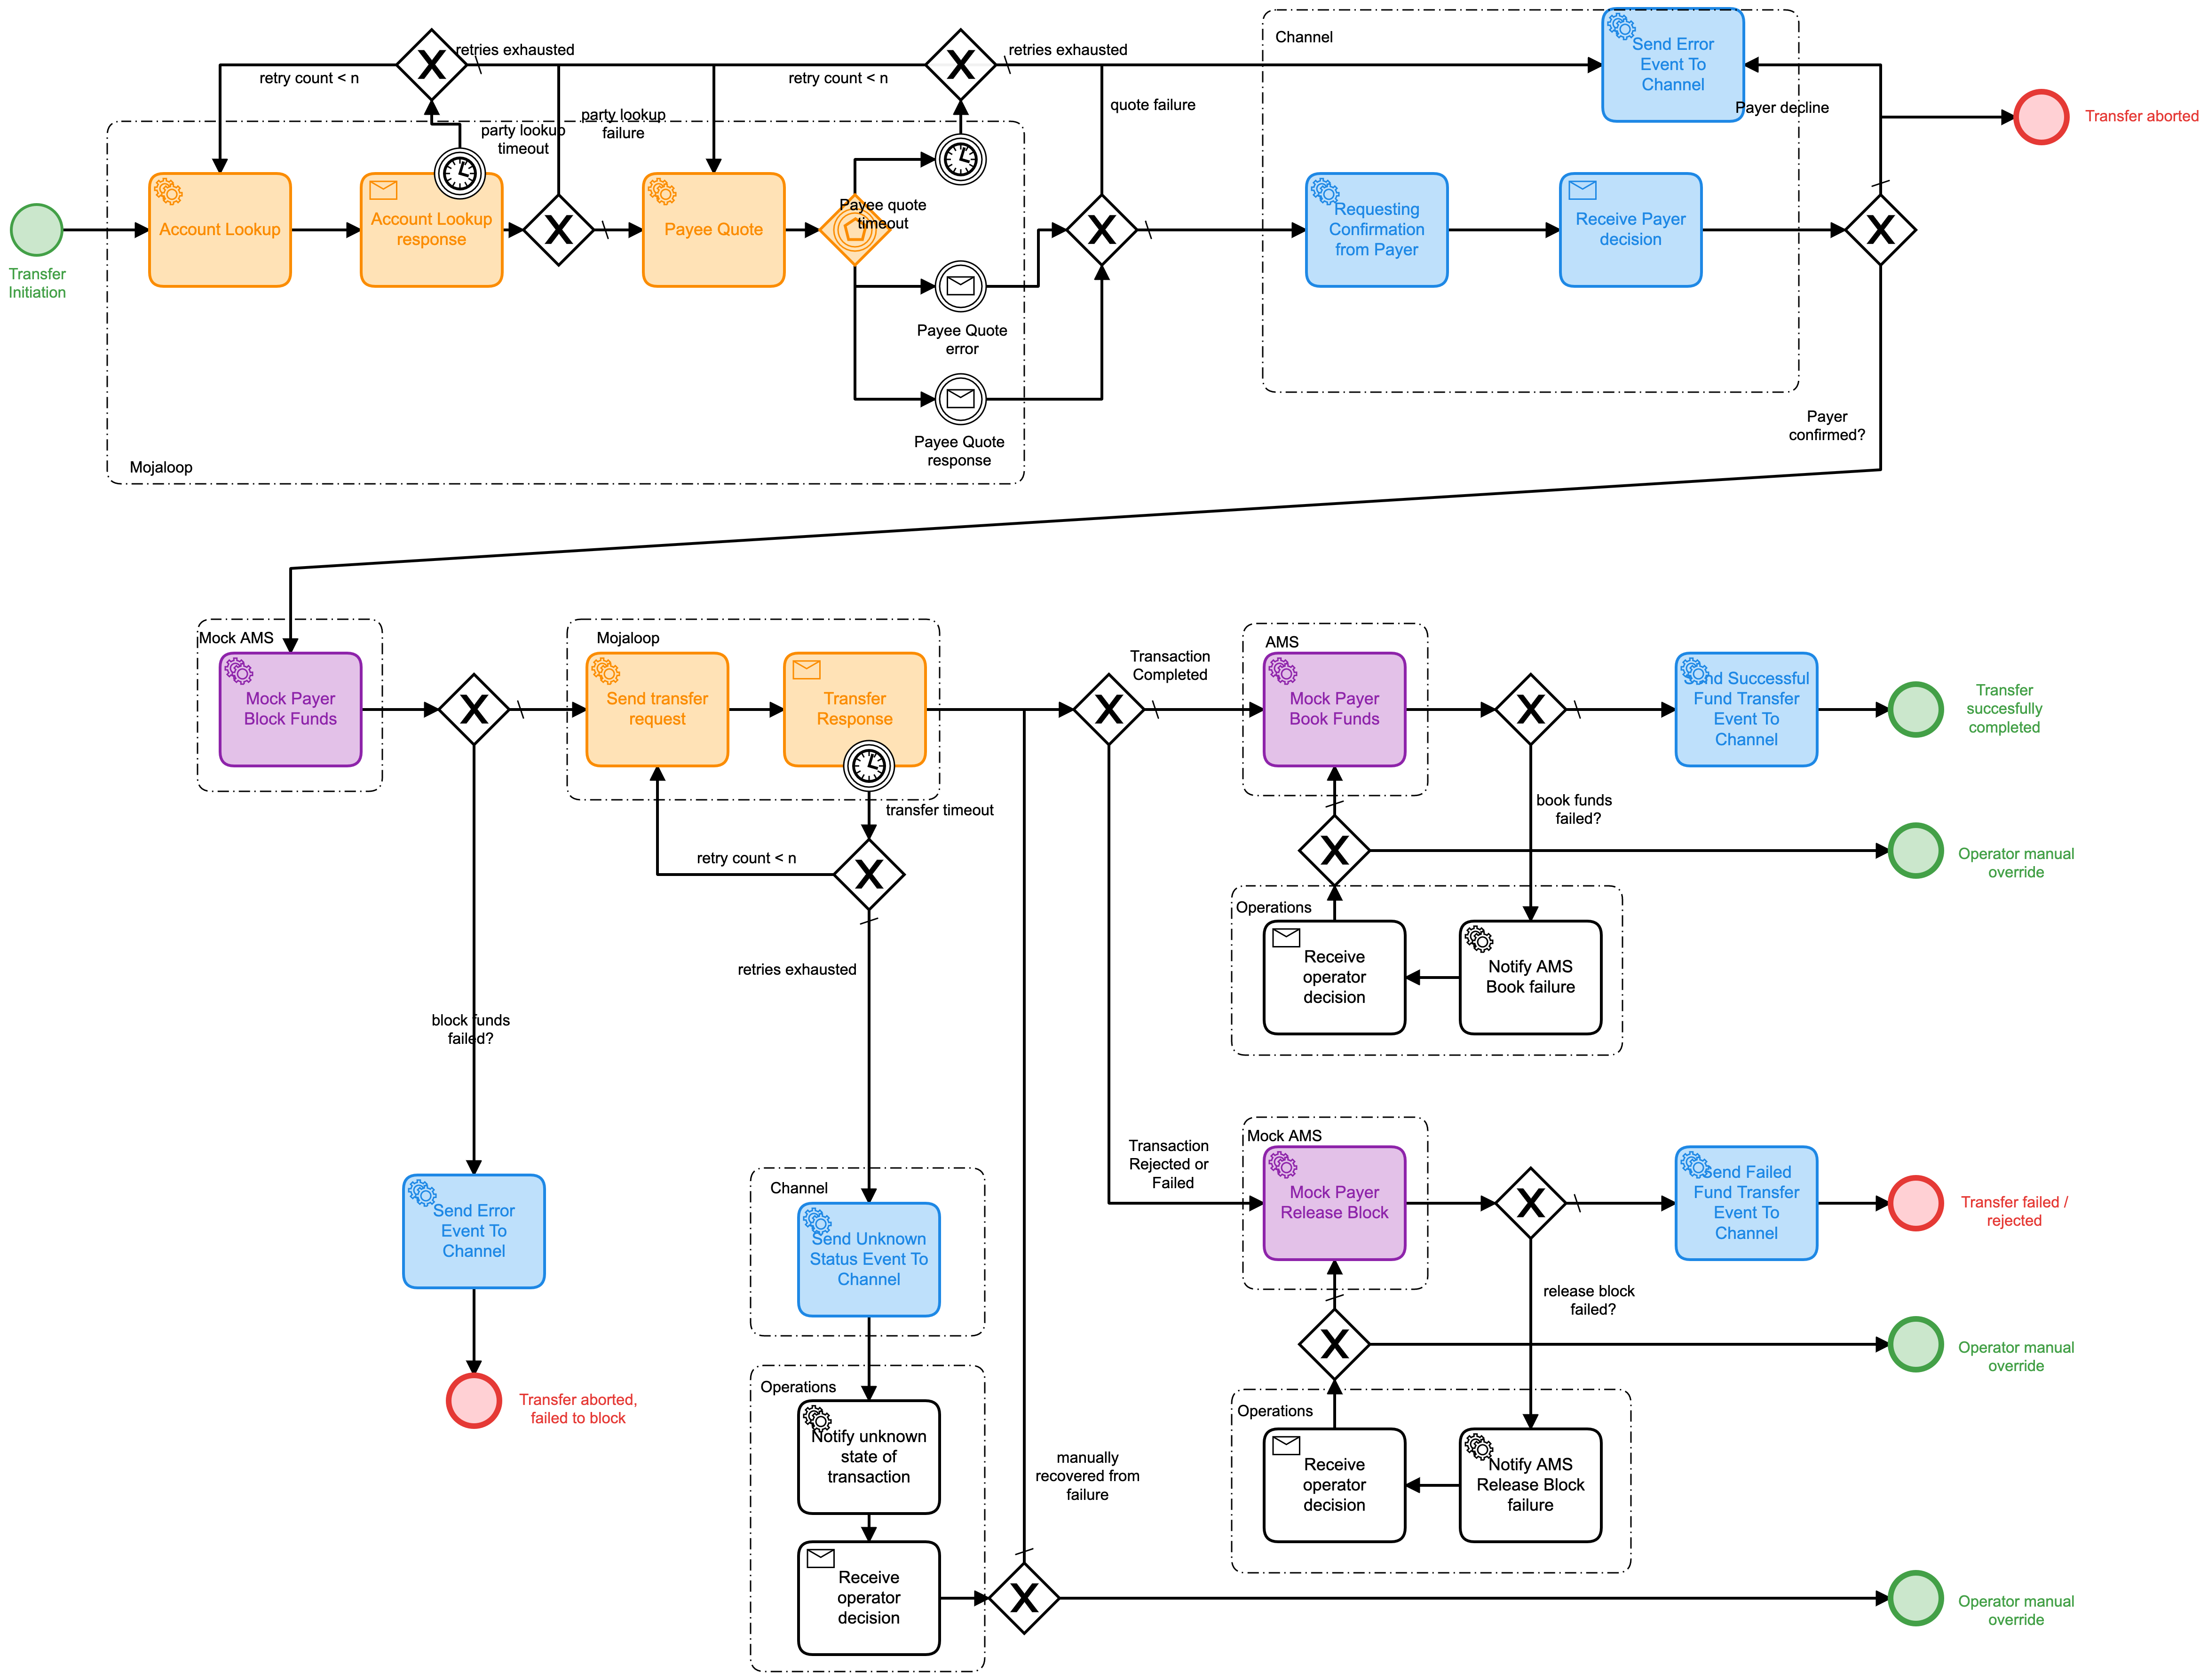 Channel
Send Error
Event To
Channel
retries exhausted
retry count < n
retries exhausted
retry count < n
party lookup
timeout
party lookup
failure
quote failure
Payer decline
Transfer aborted
Transfer
Initiation
Account Lookup
Account Lookup
response
Payee Quote
Payee quote
timeout
Payee Quote
error
Payee Quote
response
Mojaloop
Requesting
Confirmation
from Payer
Receive Payer
decision
Payer
confirmed?
Mock AMS
Mock Payer
Block Funds
Mojaloop
Send transfer
request
Transfer
Response
transfer timeout
retry count < n
retries exhausted
block funds
failed?
Send Error
Event To
Channel
Transfer aborted,
failed to block
Channel
Send Unknown
Status Event To
Channel
Operations
Notify unknown
state of
transaction
Receive
operator
decision
manually
recovered from
failure
Transaction
Completed
AMS
Mock Payer
Book Funds
Send Successful
Fund Transfer
Event To
Channel
Transfer
succesfully
completed
book funds
failed?
Operator manual
override
Operations
Receive
operator
decision
Notify AMS
Book failure
Transaction
Rejected or
Failed
Mock AMS
Mock Payer
Release Block
Send Failed
Fund Transfer
Event To
Channel
Transfer failed /
rejected
release block
failed?
Operator manual
override
Operations
Receive
operator
decision
Notify AMS
Release Block
failure
Operator manual
override